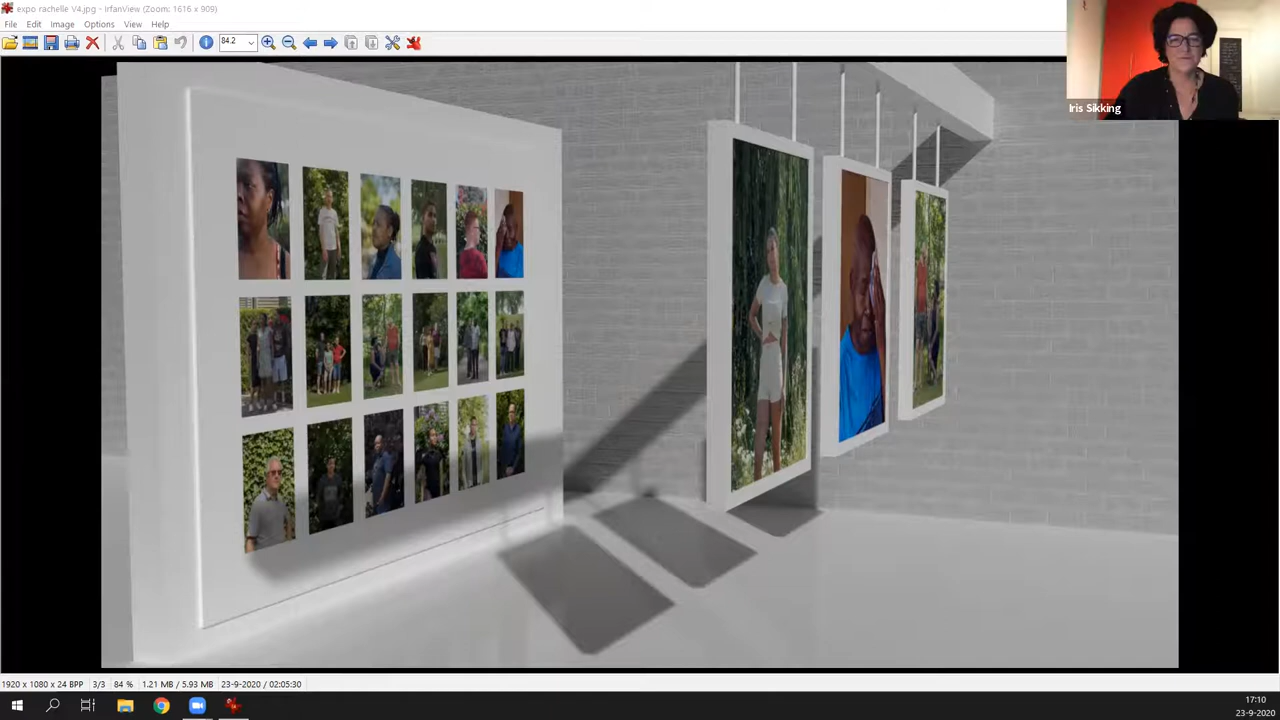 expo rachelle V4.jpg - IrfanView (Zoom: 1616 x 909)
File Edit Image Options View Help
84.2
Iris Sikking
1920 x 1080 x 24 BPP 3/3 84 % 1.21 MB / 5.93 MB 23-9-2020 / 02:05:30
17:10
23-9-2020